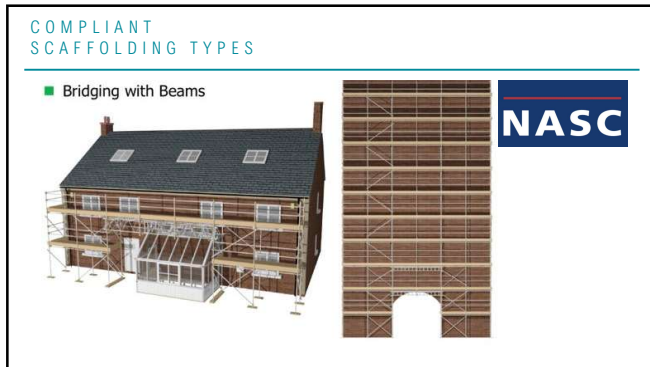 COMPLIANT
SCAFFOLDING TYPES
Bridging with Beams
NASC